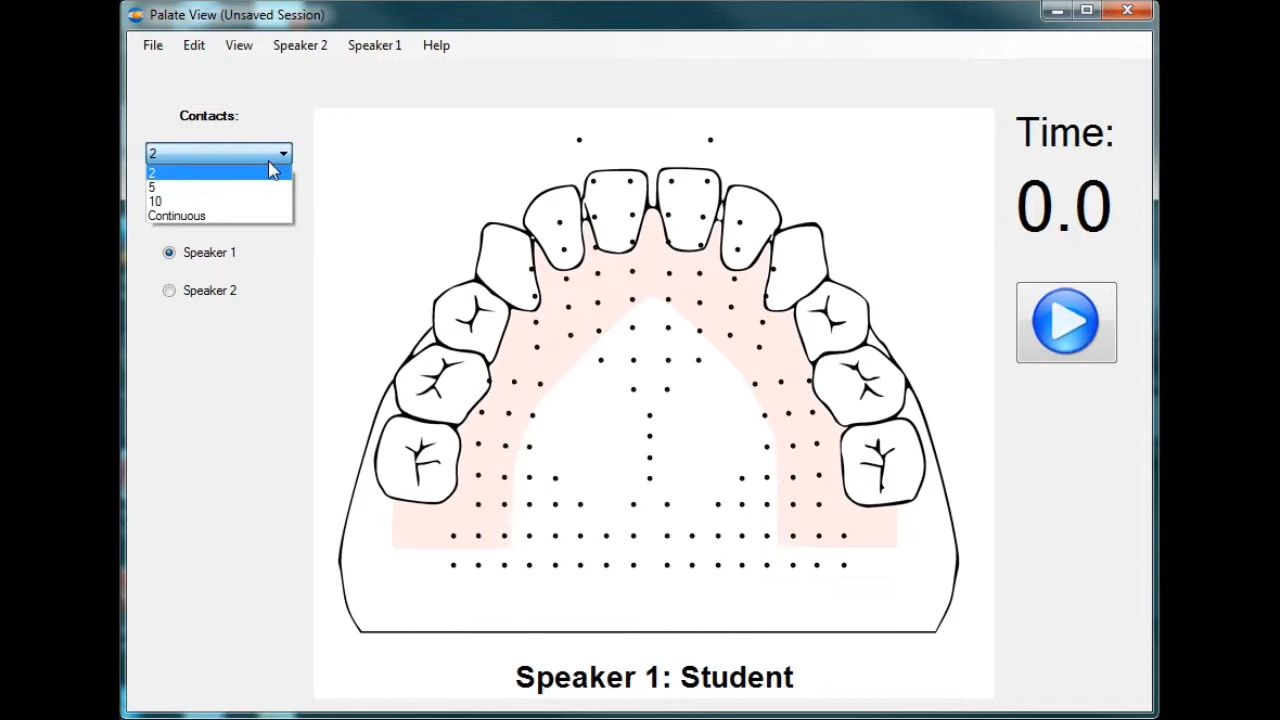 Palate View (Unsaved Session)
File Edit View Speaker 2 Speaker 1 Help
Contacts:
2
2
5
10
Continuous
Speaker 1
Speaker 2
Time:
0.0
Speaker 1: Student